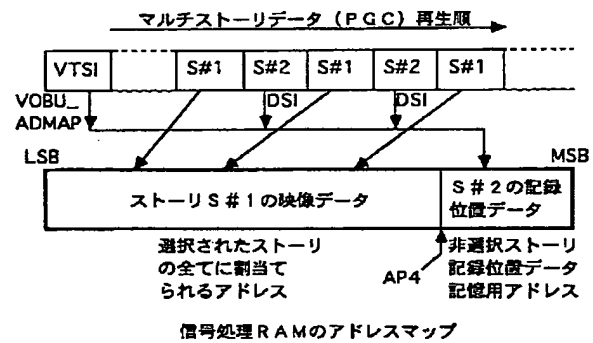 マルチストーリデータ(PGC)再生順
VTSI
S#1
S#2
S#1
S#2
S#1
VOBU_
ADMAP
DSI
DSI
LSB
MSB
ストーリS#1の映像データ
S#2の記録
位置データ
選択されたストーリ
の全てに割当て
られるアドレス
AP4
非選択ストーリ
記録位置データ
記憶用アドレス
信号処理RAMのアドレスマップ